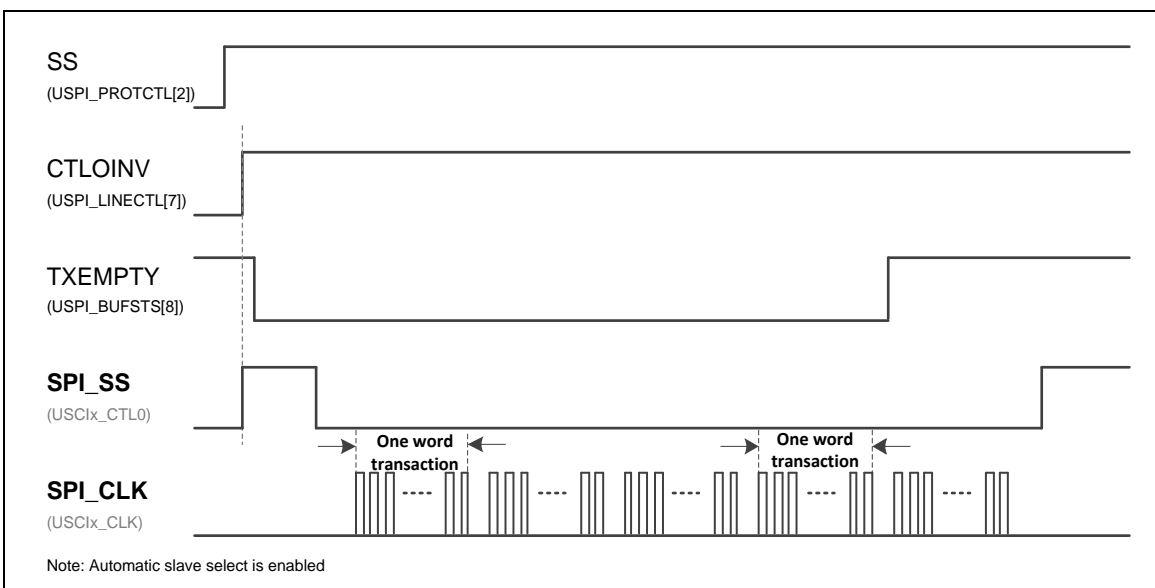 SS
(USPI_PROTCTL[2])
CTLOINV
(USPI_LINECTL[7])
TXEMPTY
(USPI_BUFSTS[8])
SPI_SS
(USCIx_CTL0)
One word
transaction
One word
transaction
SPI_CLK
(USCIx_CLK)
Note: Automatic slave select is enabled